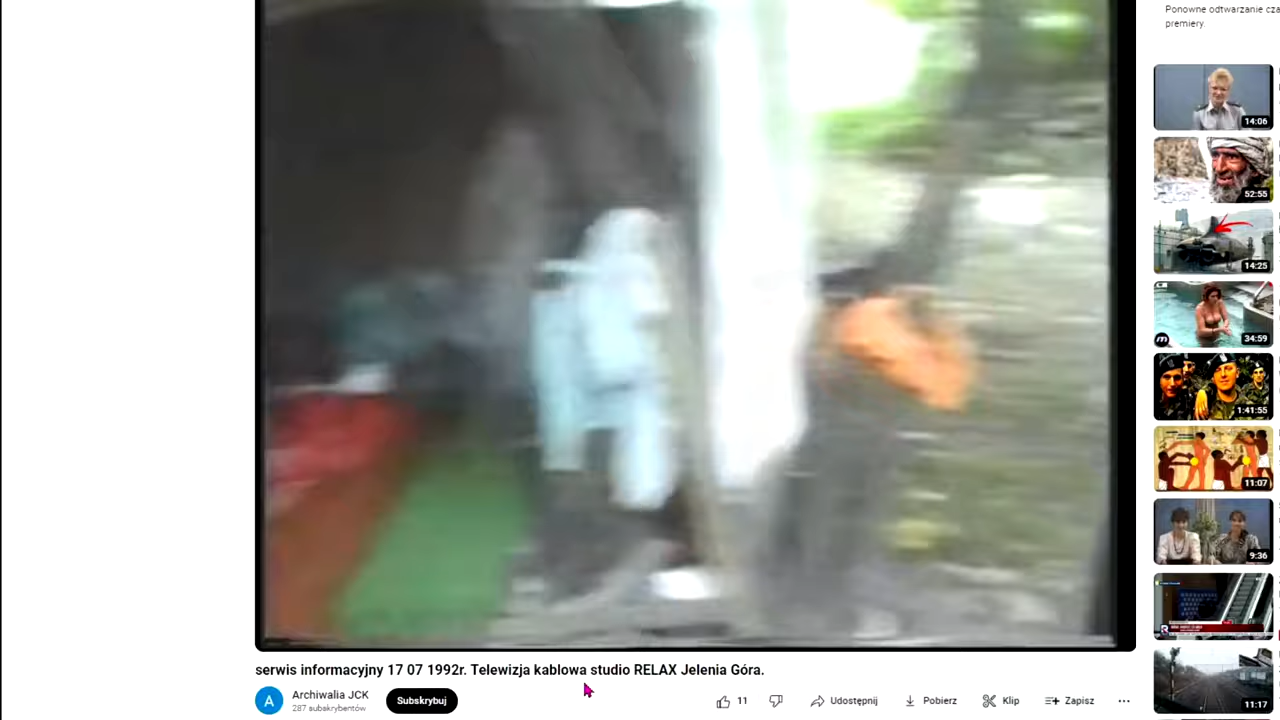 Ponowne odtwarzanie cza
premiery.
14:06
52:55
14:25
34:59
1:41:55
11:07
9:36
11:17
serwis informacyjny 17 07 1992r. Telewizja kablowa studio RELAX Jelenia Góra.
A
Archiwalia JCK
287 subskrybentów
Subskrybuj
11
Udostępnij
Pobierz
Klip
Zapisz